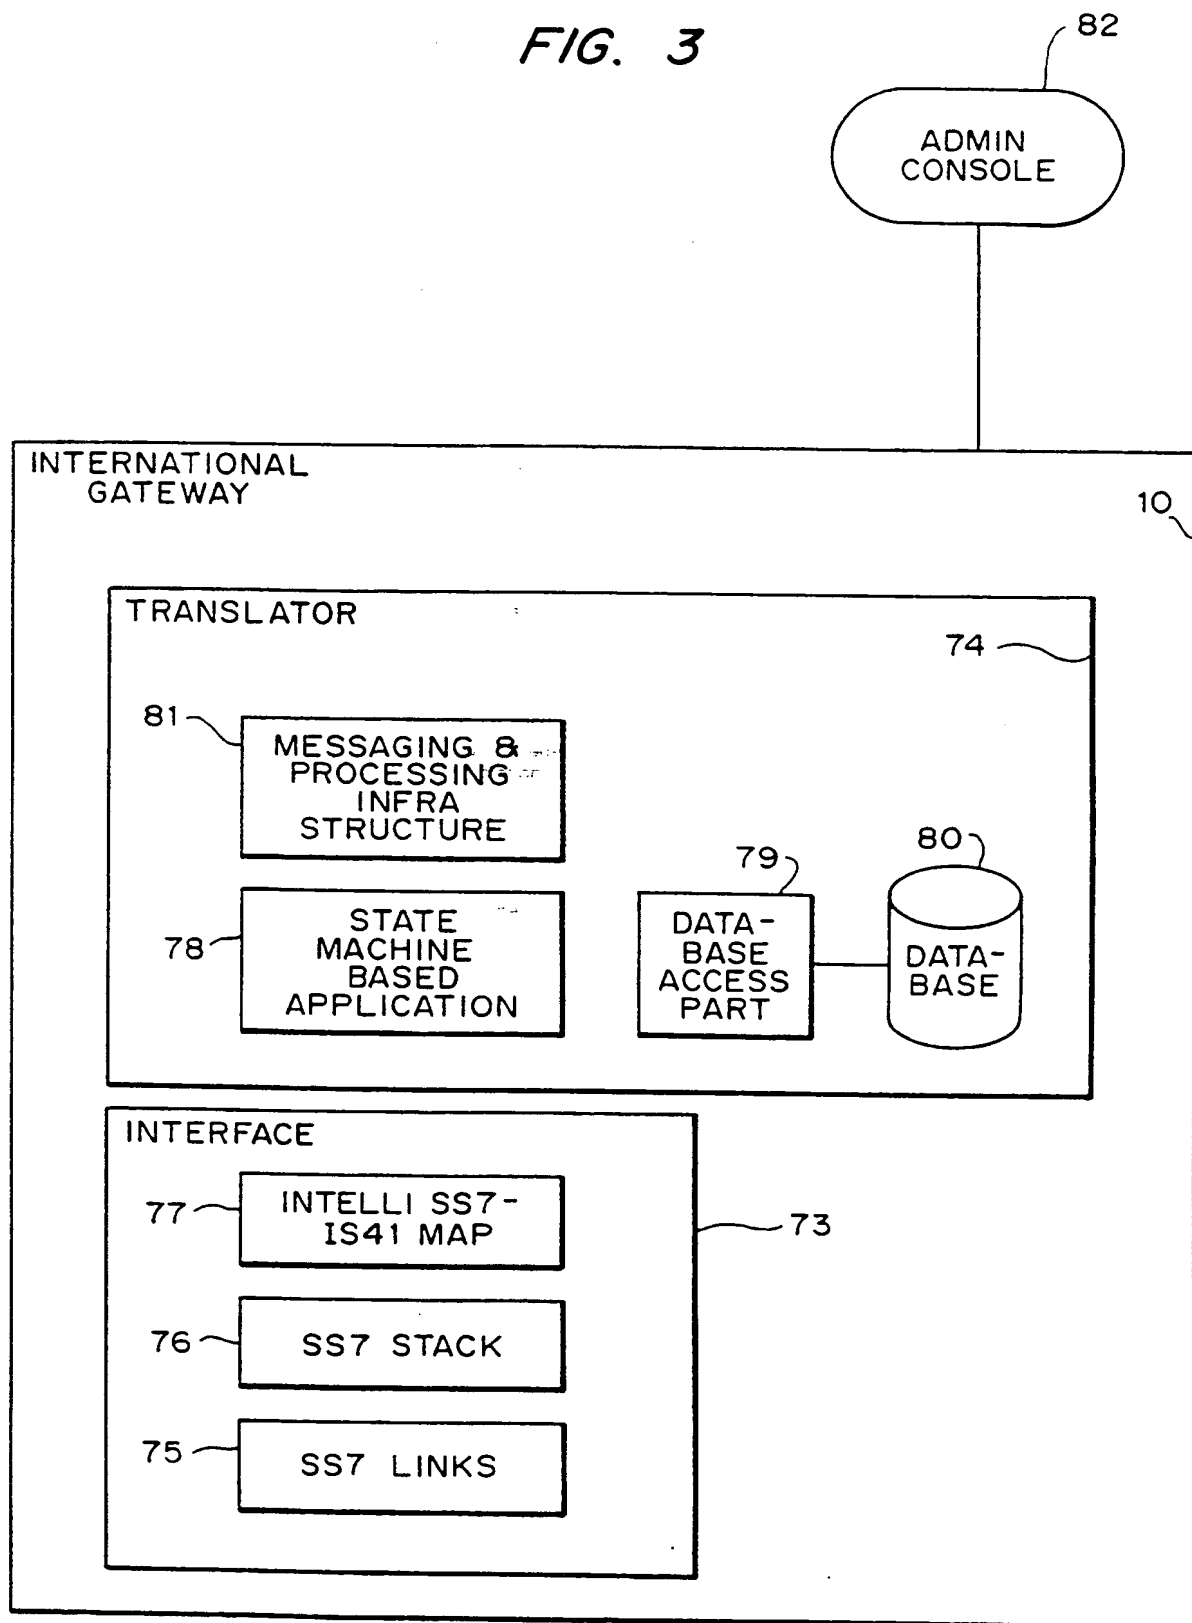 FIG. 3
82
ADMIN
CONSOLE
INTERNATIONAL
GATEWAY
10
TRANSLATOR
74
81
MESSAGING &
PROCESSING
INFRA
STRUCTURE
78
STATE
MACHINE
BASED
APPLICATION
79
DATA-
BASE
ACCESS
PART
80
DATA-
BASE
INTERFACE
73
77
INTELLI SS7-
IS41 MAP
76
SS7 STACK
75
SS7 LINKS